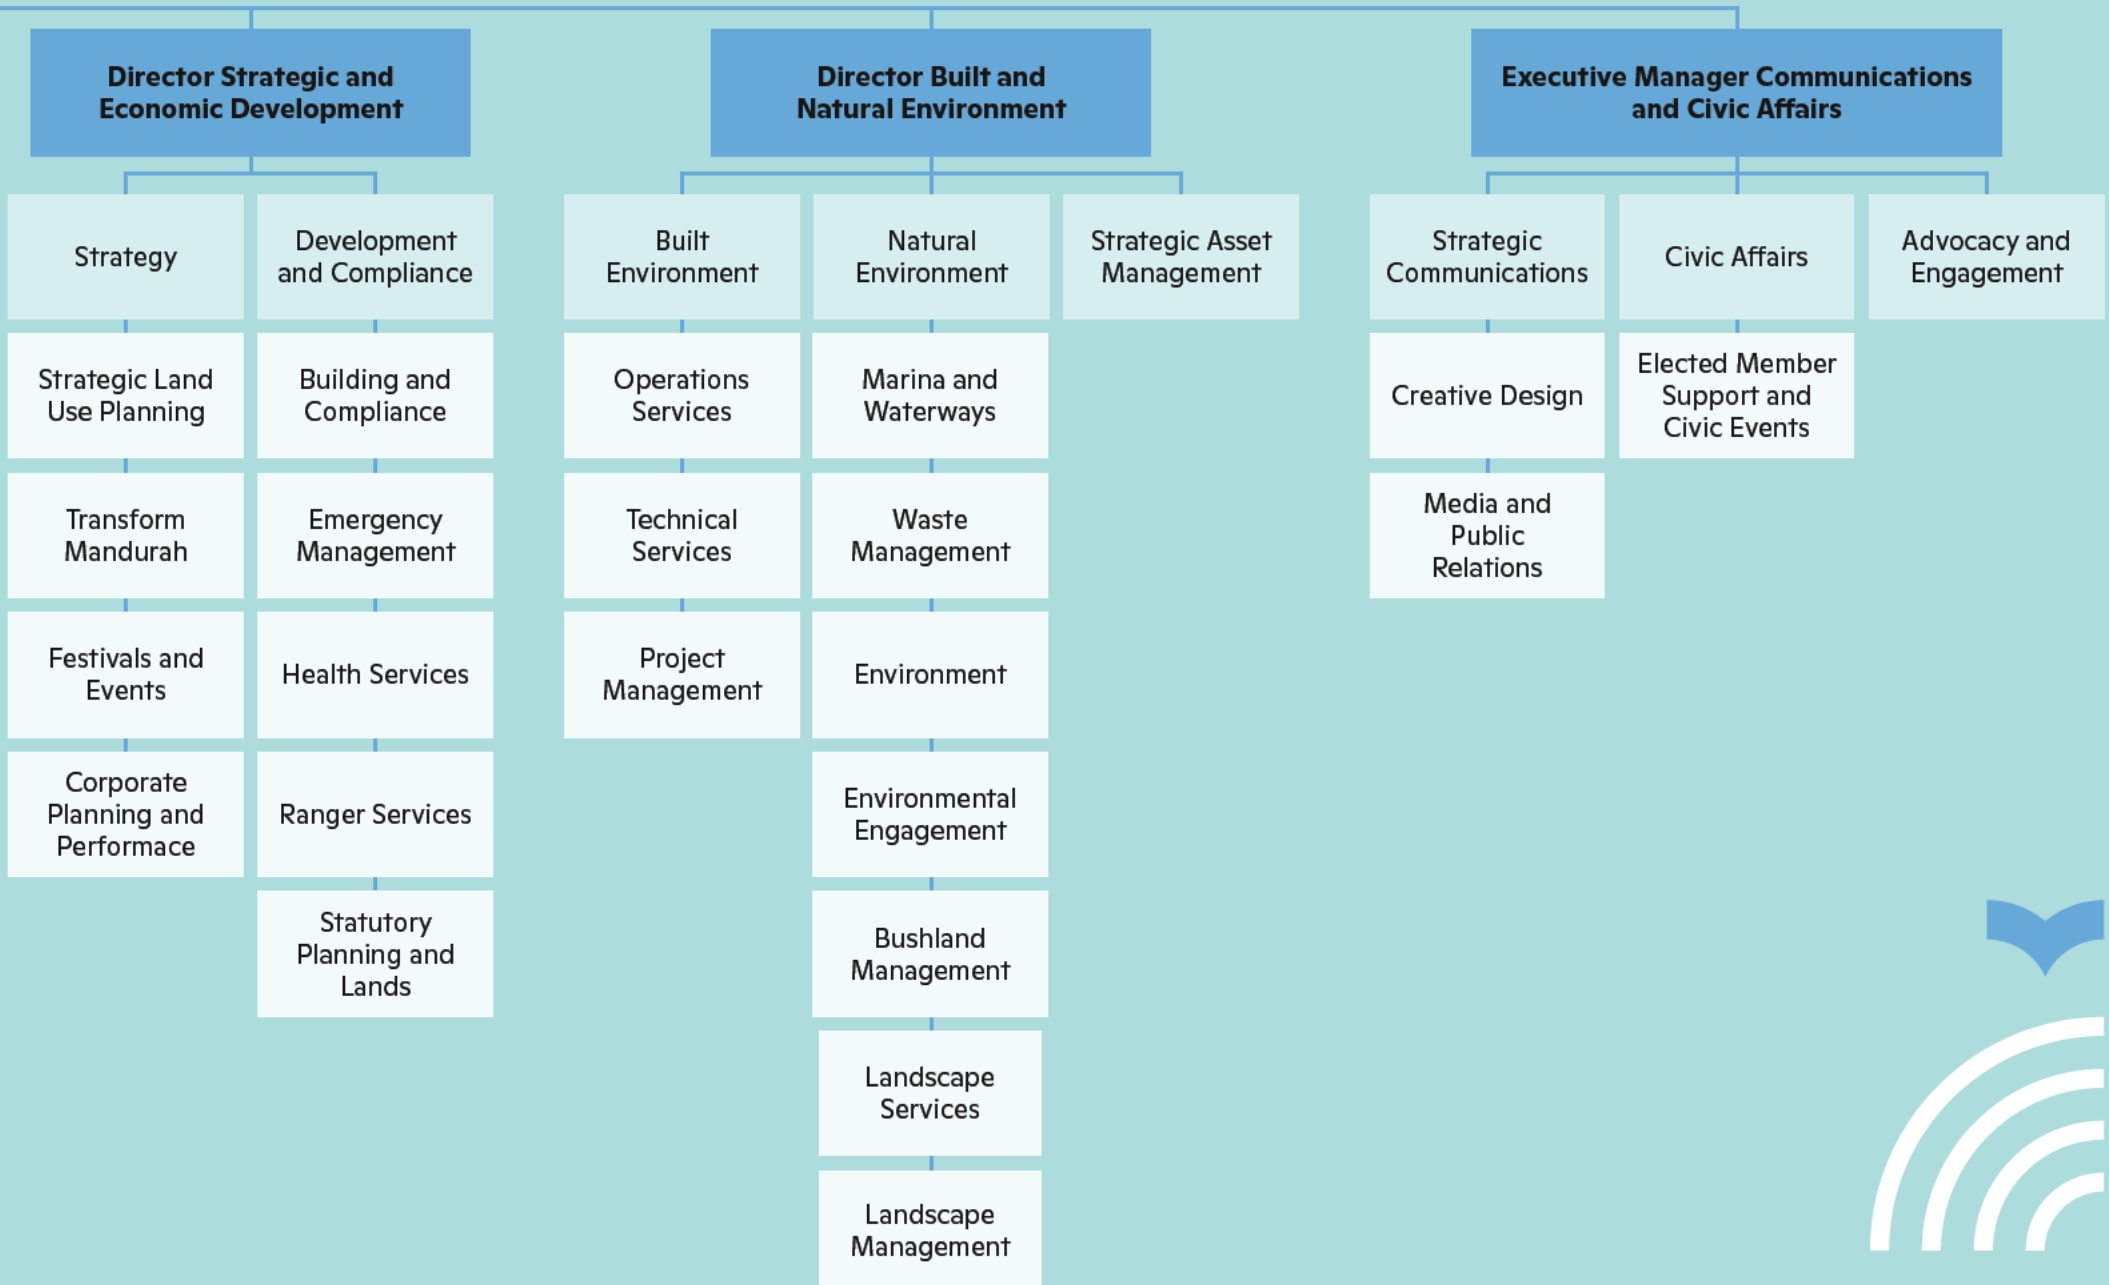 Director Strategic and
Economic Development
Strategy
Strategic Land
Use Planning
Transform
Mandurah
Festivals and
Events
Corporate
Planning and
Performace
Development
and Compliance
Building and
Compliance
Emergency
Management
Health Services
Ranger Services
Statutory
Planning and
Lands
Director Built and
Natural Environment
Built
Environment
Operations
Services
Technical
Services
Project
Management
Natural
Environment
Marina and
Waterways
Waste
Management
Environment
Environmental
Engagement
Bushland
Management
Landscape
Services
Landscape
Management
Strategic Asset
Management
Executive Manager Communications
and Civic Affairs
Strategic
Communications
Creative Design
Media and
Public
Relations
Civic Affairs
Elected Member
Support and
Civic Events
Advocacy and
Engagement